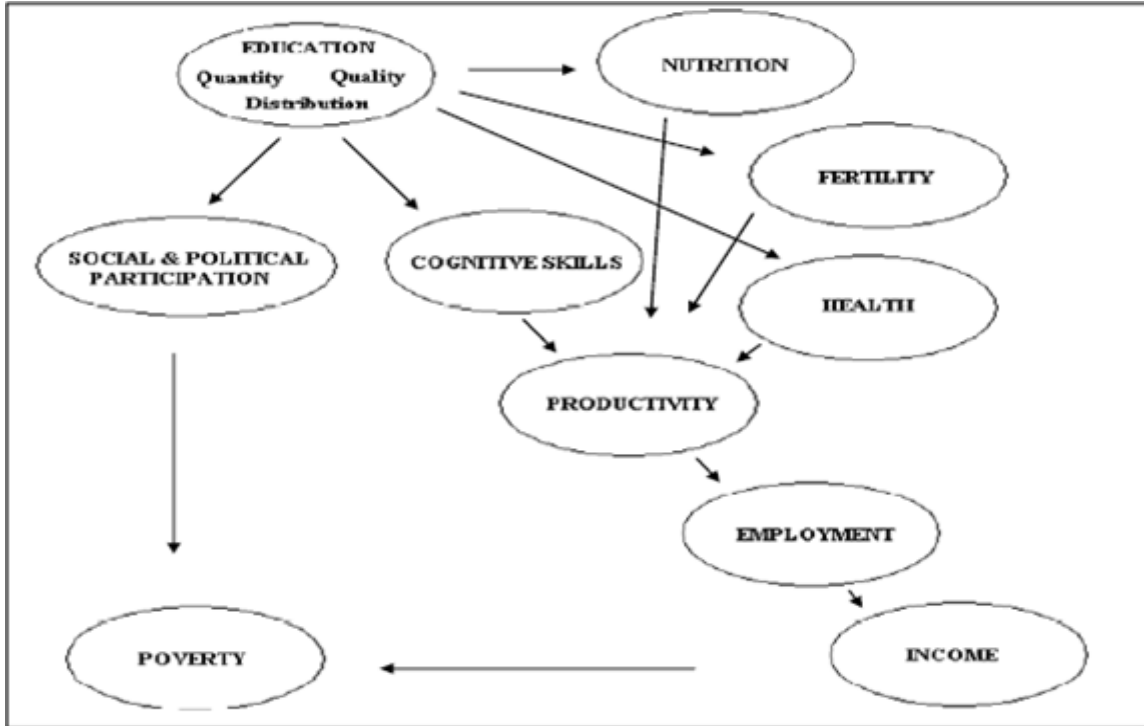 EDUCATION
Quantity Quality
Distribution
NUTRITION
FERTILITY
SOCIAL & POLITICAL
PARTICIPATION
COGNITIVE SKILLS
HEALTH
PRODUCTIVITY
EMPLOYMENT
POVERTY
INCOME